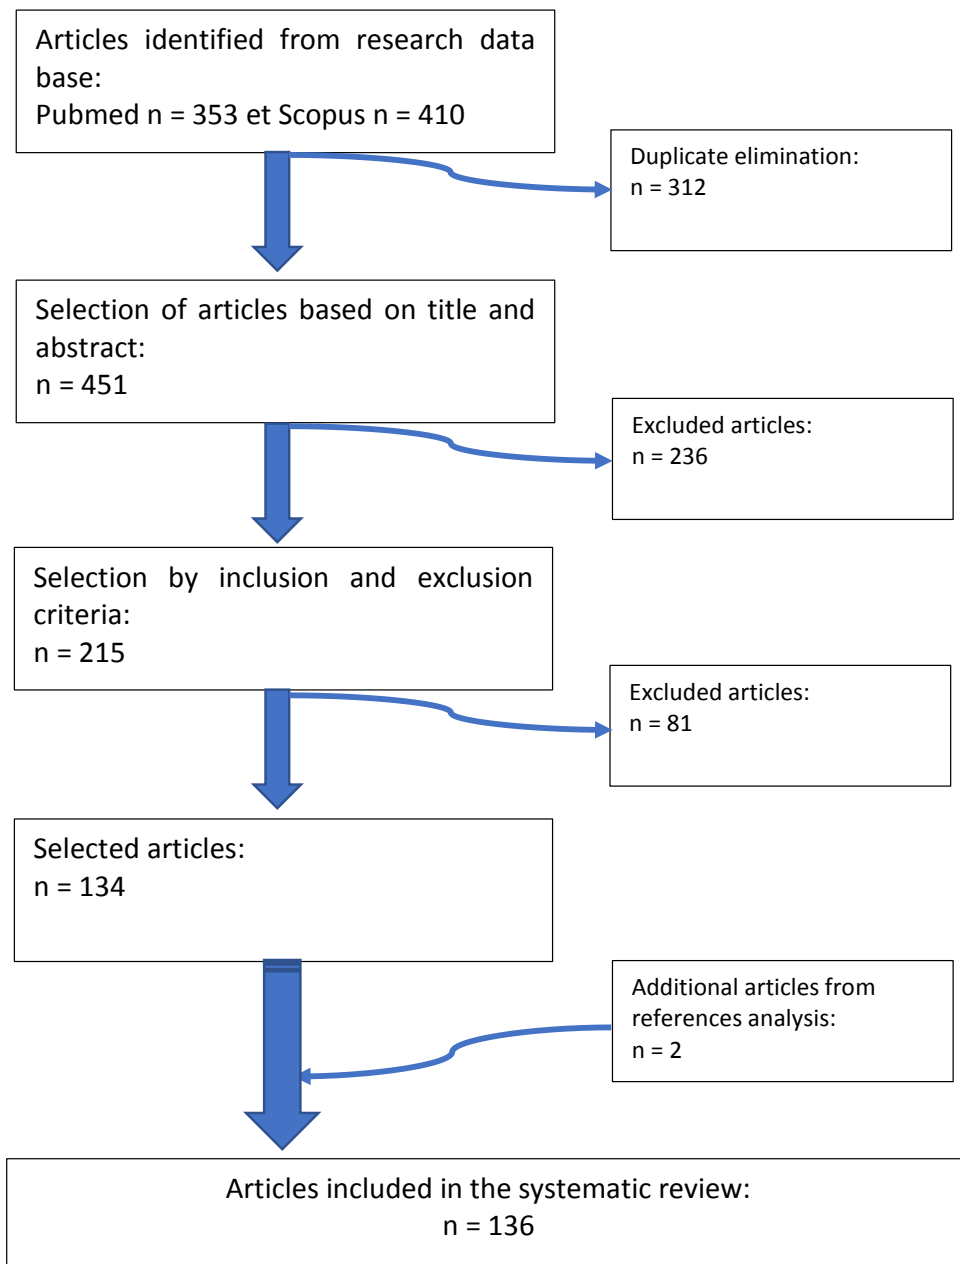 Articles identified from research data
base:
Pubmed n = 353 et Scopus n = 410
Duplicate elimination:
n = 312
Selection of articles based on title and
abstract:
n = 451
Excluded articles:
n = 236
Selection by inclusion and exclusion
criteria:
n = 215
Excluded articles:
n = 81
Selected articles:
n = 134
Additional articles from
references analysis:
n = 2
Articles included in the systematic review:
n = 136